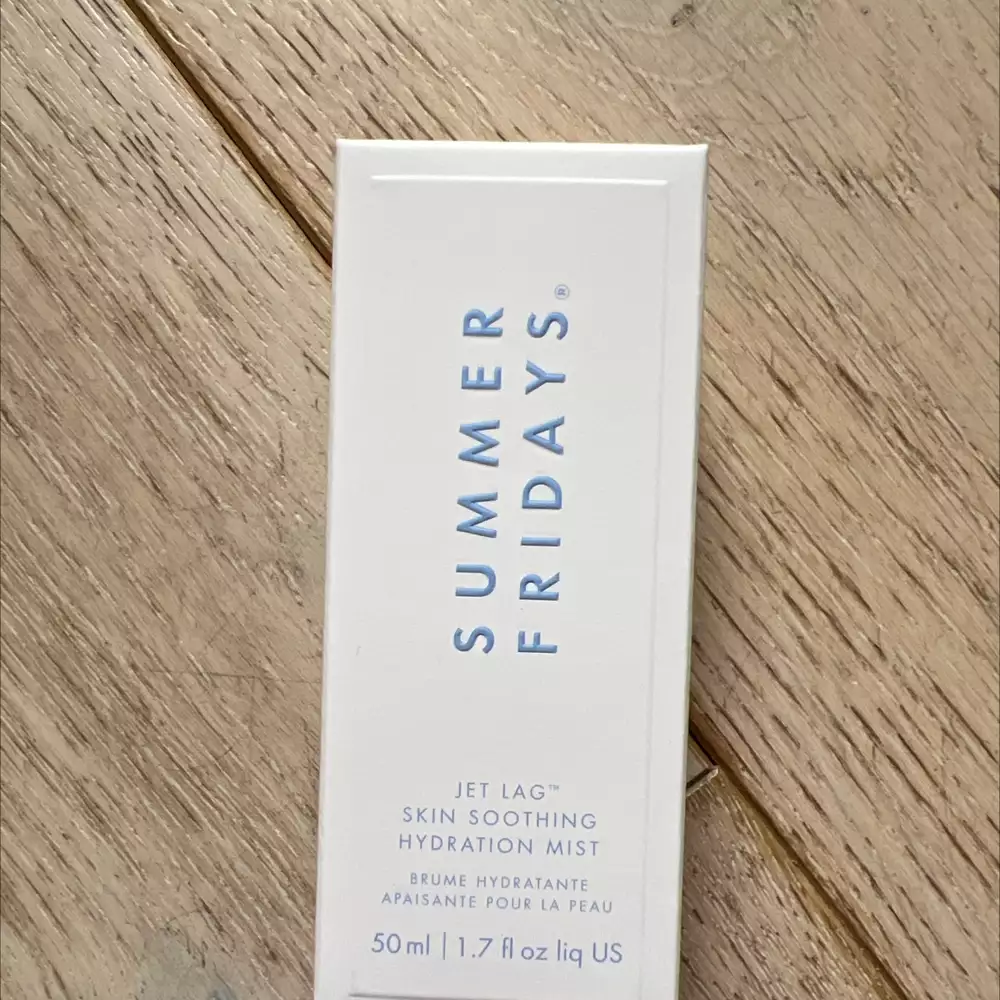 SUMMER
FRIDAYS®
JET LAG™
SKIN SOOTHING
HYDRATION MIST
BRUME HYDRATANTE
APAISANTE POUR LA PEAU
50 ml | 1.7 fl oz liq US